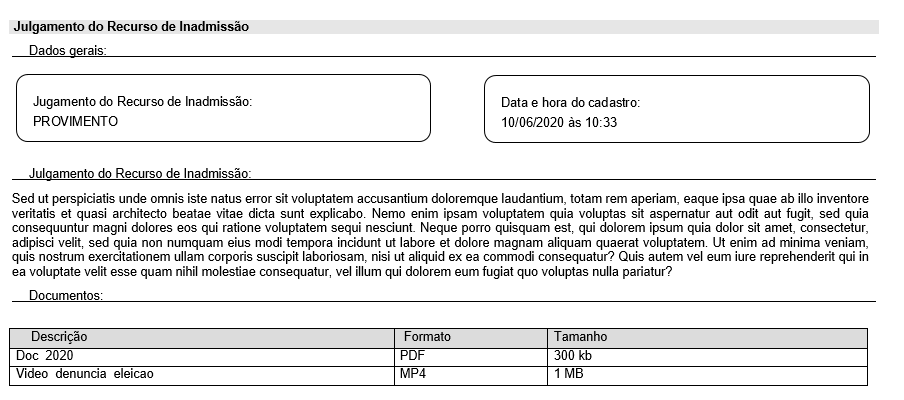 Julgamento do Recurso de Inadmissão
Dados gerais:
Jugamento do Recurso de Inadmissão:
PROVIMENTO
Data e hora do cadastro:
10/06/2020 às 10:33
Julgamento do Recurso de Inadmissão:
Sed ut perspiciatis unde omnis iste natus error sit voluptatem accusantium doloremque laudantium, totam rem aperiam, eaque ipsa quae ab illo inventore
veritatis et quasi architecto beatae vitae dicta sunt explicabo. Nemo enim ipsam voluptatem quia voluptas sit aspernatur aut odit aut fugit, sed quia
consequuntur magni dolores eos qui ratione voluptatem sequi nesciunt. Neque porro quisquam est, qui dolorem ipsum quia dolor sit amet, consectetur,
adipisci velit, sed quia non numquam eius modi tempora incidunt ut labore et dolore magnam aliquam quaerat voluptatem. Ut enim ad minima veniam,
quis nostrum exercitationem ullam corporis suscipit laboriosam, nisi ut aliquid ex ea commodi consequatur? Quis autem vel eum iure reprehenderit qui in
ea voluptate velit esse quam nihil molestiae consequatur, vel illum qui dolorem eum fugiat quo voluptas nulla pariatur?
Documentos:
Descrição Formato Tamanho
Doc 2020 PDF 300 kb
Video denuncia eleicao MP4 1 MB